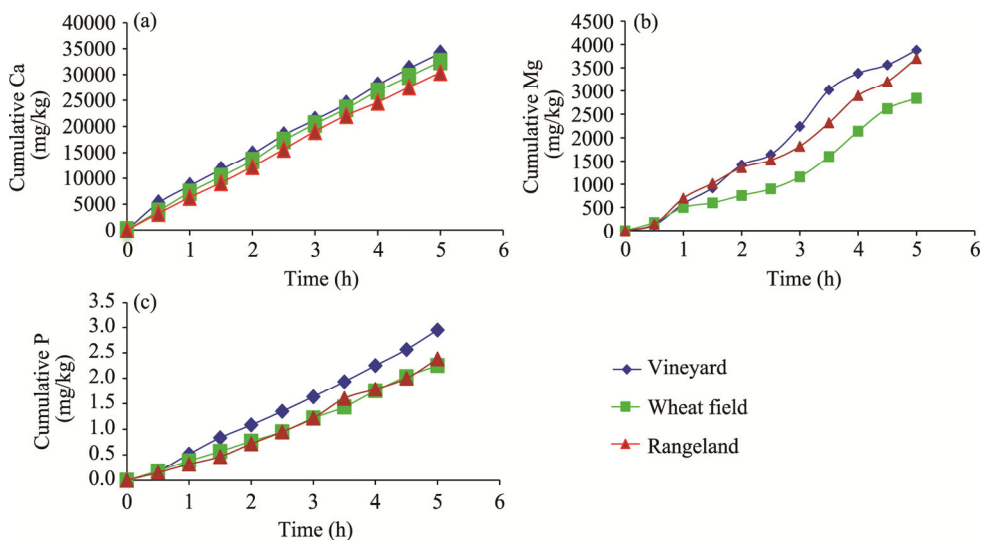 (a)
Cumulative Ca
(mg/kg)
40000
35000
30000
25000
20000
15000
10000
5000
0
0 1 2 3 4 5 6
Time (h)
(b)
Cumulative Mg
(mg/kg)
4500
4000
3500
3000
2500
2000
1500
1000
500
0
0 1 2 3 4 5 6
Time (h)
(c)
Cumulative P
(mg/kg)
3.5
3.0
2.5
2.0
1.5
1.0
0.5
0.0
0 1 2 3 4 5 6
Time (h)
Vineyard
Wheat field
Rangeland